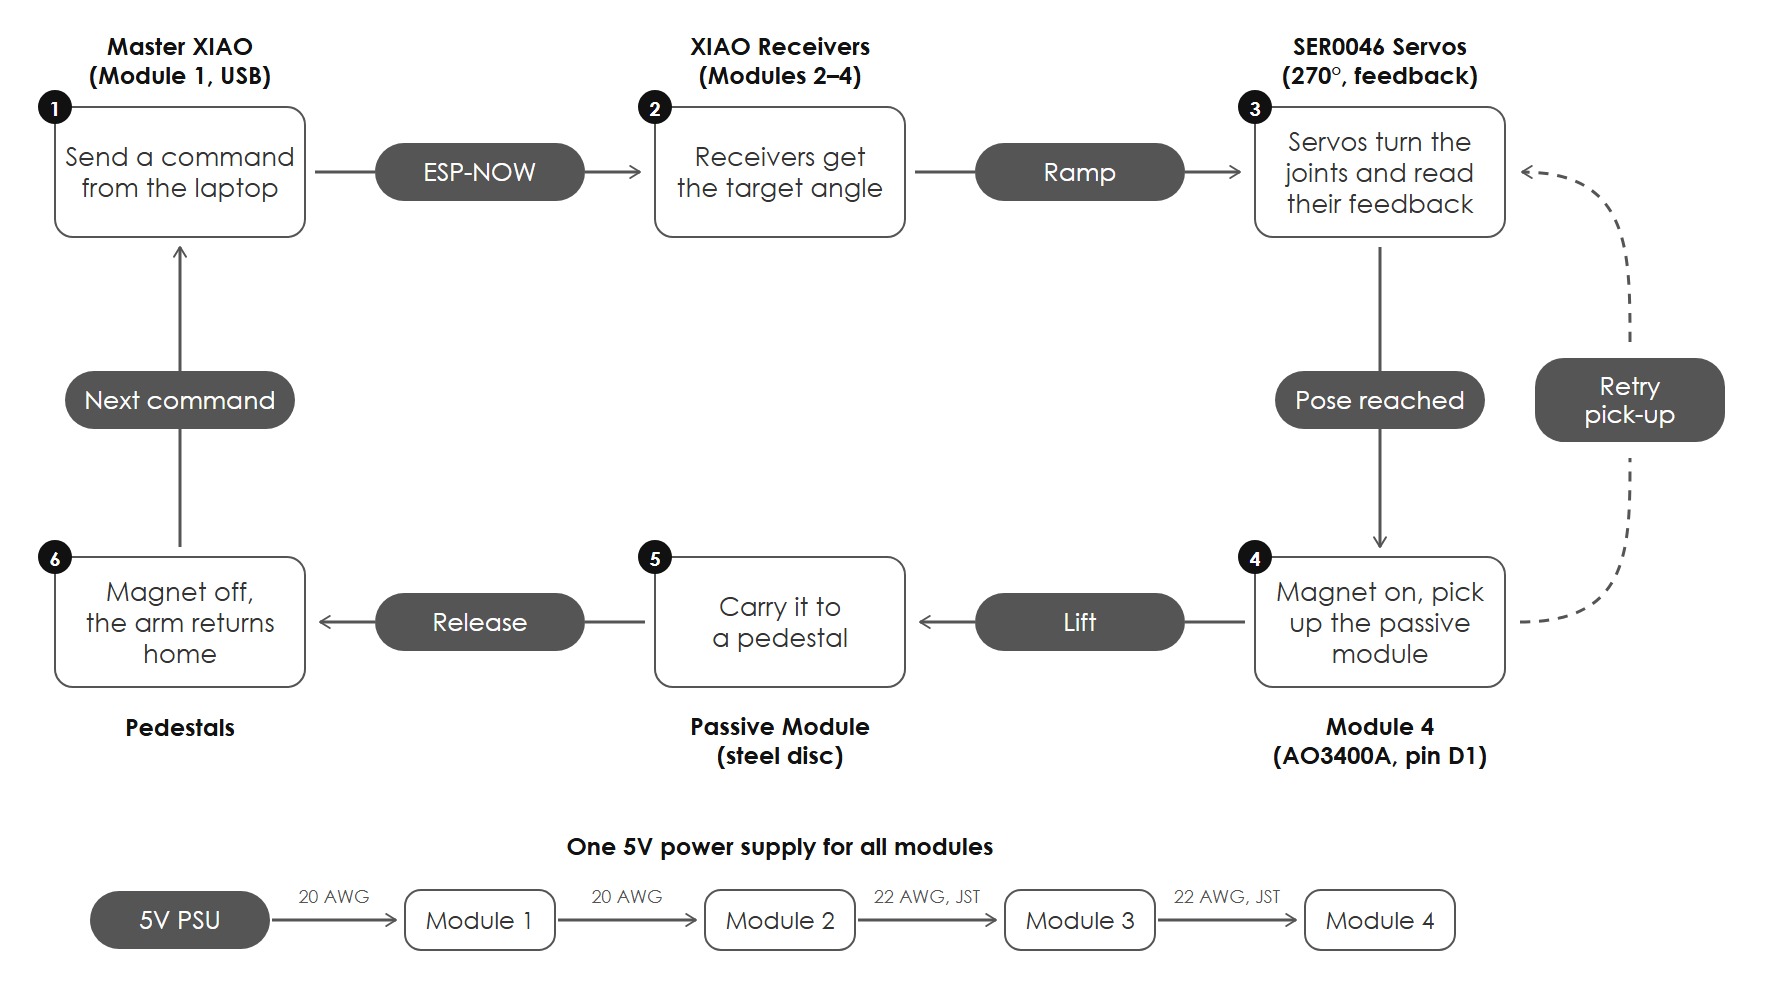 Master XIAO
(Module 1, USB)
1
Send a command
from the laptop
ESP-NOW
XIAO Receivers
(Modules 2–4)
2
Receivers get
the target angle
Ramp
SER0046 Servos
(270°, feedback)
3
Servos turn the
joints and read
their feedback
Next command
Pose reached
Retry
pick-up
6
Magnet off,
the arm returns
home
Pedestals
Release
5
Carry it to
a pedestal
Passive Module
(steel disc)
Lift
4
Magnet on, pick
up the passive
module
Module 4
(AO3400A, pin D1)
One 5V power supply for all modules
5V PSU
20 AWG
Module 1
20 AWG
Module 2
22 AWG, JST
Module 3
22 AWG, JST
Module 4